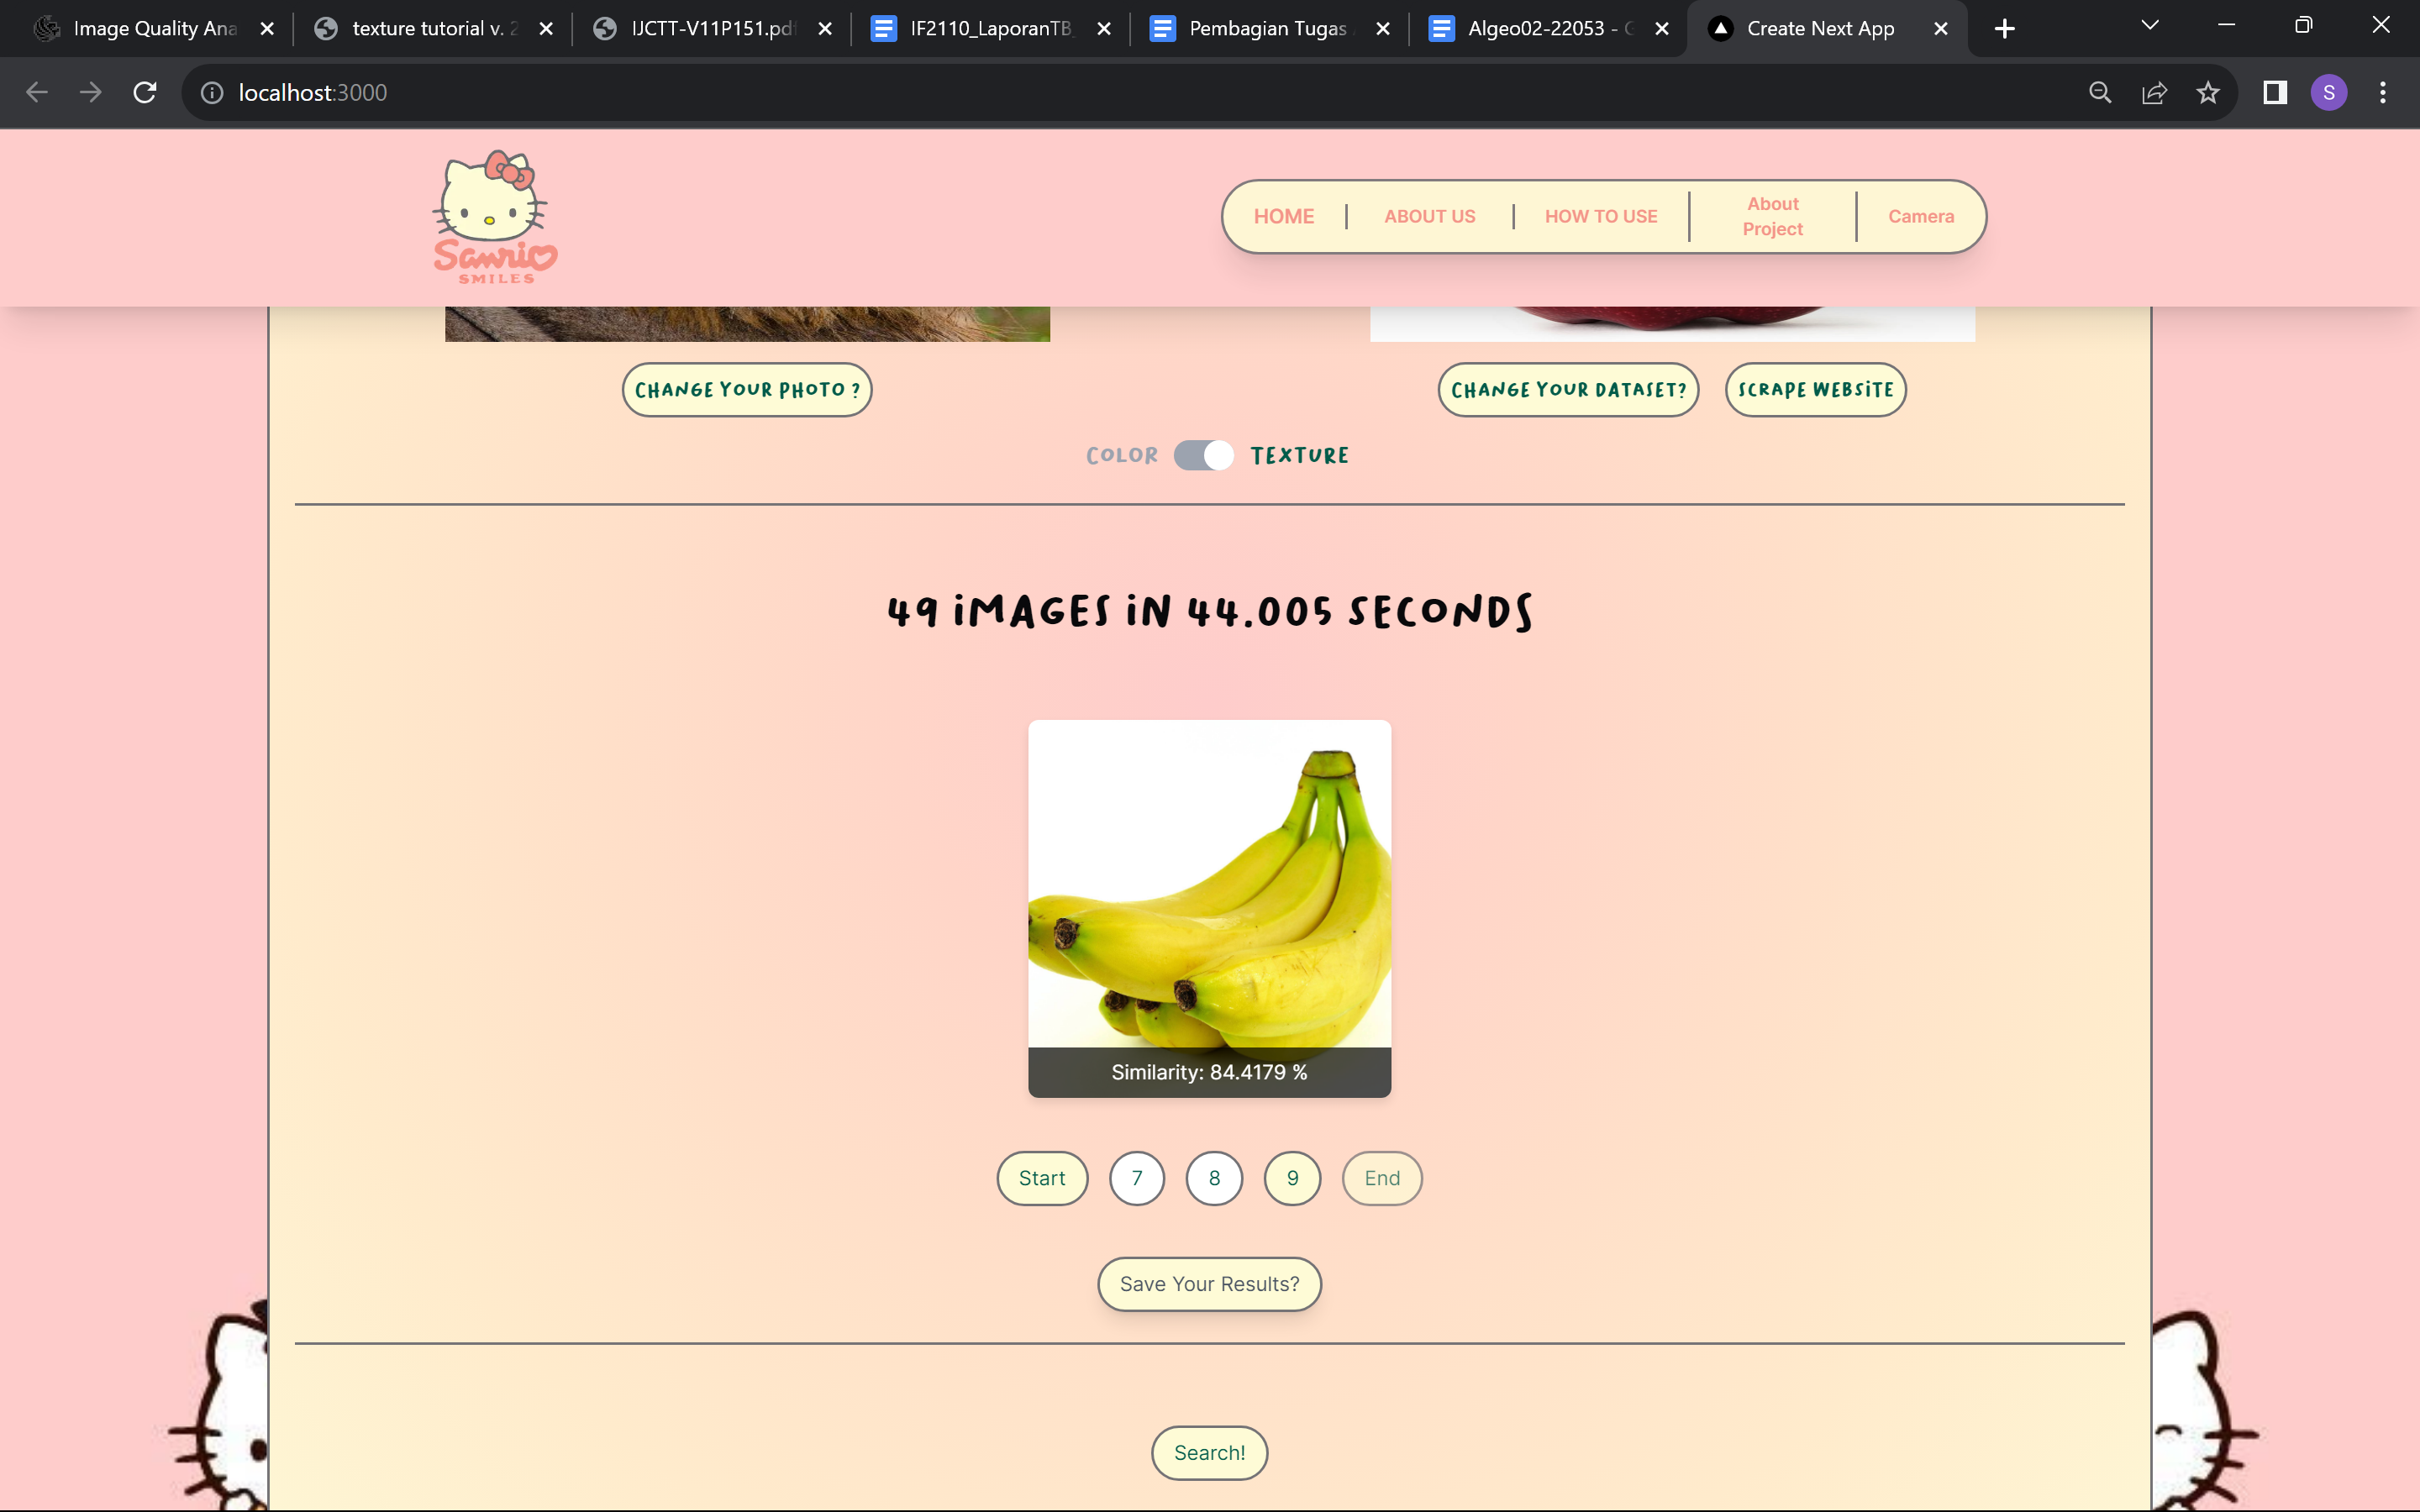 Image Quality Ana
texture tutorial v. 2
IJCTT-V11P151.pdf
IF2110_LaporanTB_
Pembagian Tugas
Algeo02-22053 - G
Create Next App
localhost:3000
S
Sanrio
SMILES
HOME
ABOUT US
HOW TO USE
About
Project
Camera
CHANGE YOUR PHOTO ?
CHANGE YOUR DATASET?
SCRAPE WEBSiTE
COLOR
TEXTURE
49 iMAGES iN 44.005 SECONDS
Similarity: 84.4179 %
Start
7
8
9
End
Save Your Results?
Search!